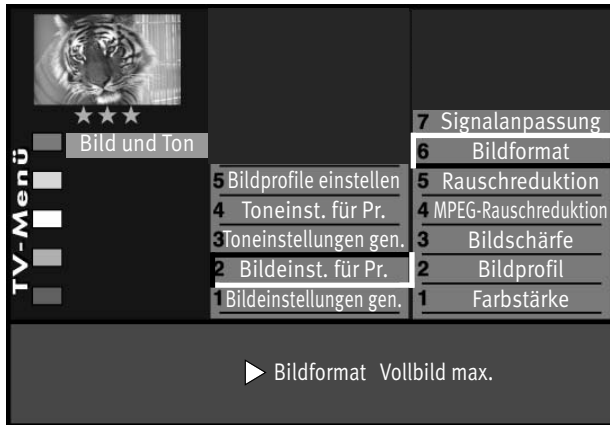 TV-Menü
Bild und Ton
5 Bildprofile einstellen
4 Toneinst. für Pr.
3 Toneinstellungen gen.
2 Bildeinst. für Pr.
1 Bildeinstellungen gen.
7 Signalanpassung
6 Bildformat
5 Rauschreduktion
4 MPEG-Rauschreduktion
3 Bildschärfe
2 Bildprofil
1 Farbstärke
Bildformat Vollbild max.